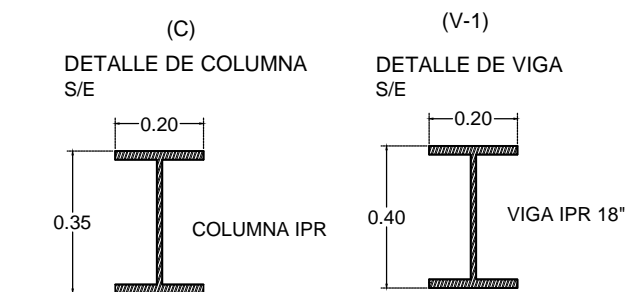 (C)
DETALLE DE COLUMNA
S/E
0.20
0.35
COLUMNA IPR
(V-1)
DETALLE DE VIGA
S/E
0.20
0.40
VIGA IPR 18"